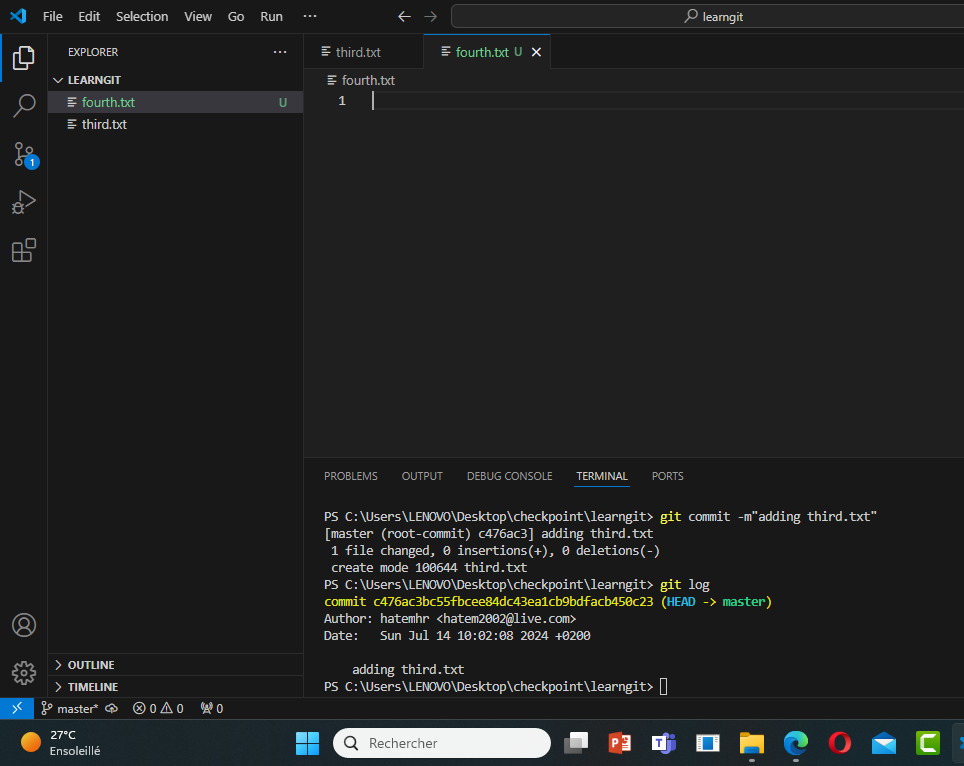 File Edit Selection View Go Run ··· learngit
EXPLORER ···
third.txt fourth.txt U
LEARNGIT
fourth.txt
fourth.txt U
1
third.txt
1
PROBLEMS OUTPUT DEBUG CONSOLE TERMINAL PORTS
PS C:\Users\LENOVO\Desktop\checkpoint\learngit> git commit -m"adding third.txt"
[master (root-commit) c476ac3] adding third.txt
1 file changed, 0 insertions(+), 0 deletions(-)
create mode 100644 third.txt
PS C:\Users\LENOVO\Desktop\checkpoint\learngit> git log
commit c476ac3bc55fbcee84dc43ea1cb9bdfacb450c23 (HEAD -> master)
Author: hatemhr <hatem2002@live.com>
Date: Sun Jul 14 10:02:08 2024 +0200
adding third.txt
PS C:\Users\LENOVO\Desktop\checkpoint\learngit>
OUTLINE
TIMELINE
master* 0 0 0
27°C
Ensoleillé
Rechercher